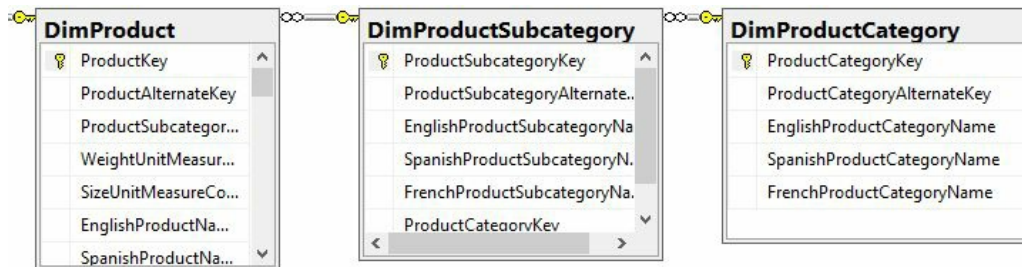 DimProduct
ProductKey
ProductAlternateKey
ProductSubcategor...
WeightUnitMeasur...
SizeUnitMeasureCo...
EnglishProductNa...
SpanishProductNa...
DimProductSubcategory
ProductSubcategoryKey
ProductSubcategoryAlternate..
EnglishProductSubcategoryNa
SpanishProductSubcategoryN.
FrenchProductSubcategoryNa.
ProductCategoryKey
DimProductCategory
ProductCategoryKey
ProductCategoryAlternateKey
EnglishProductCategoryName
SpanishProductCategoryName
FrenchProductCategoryName